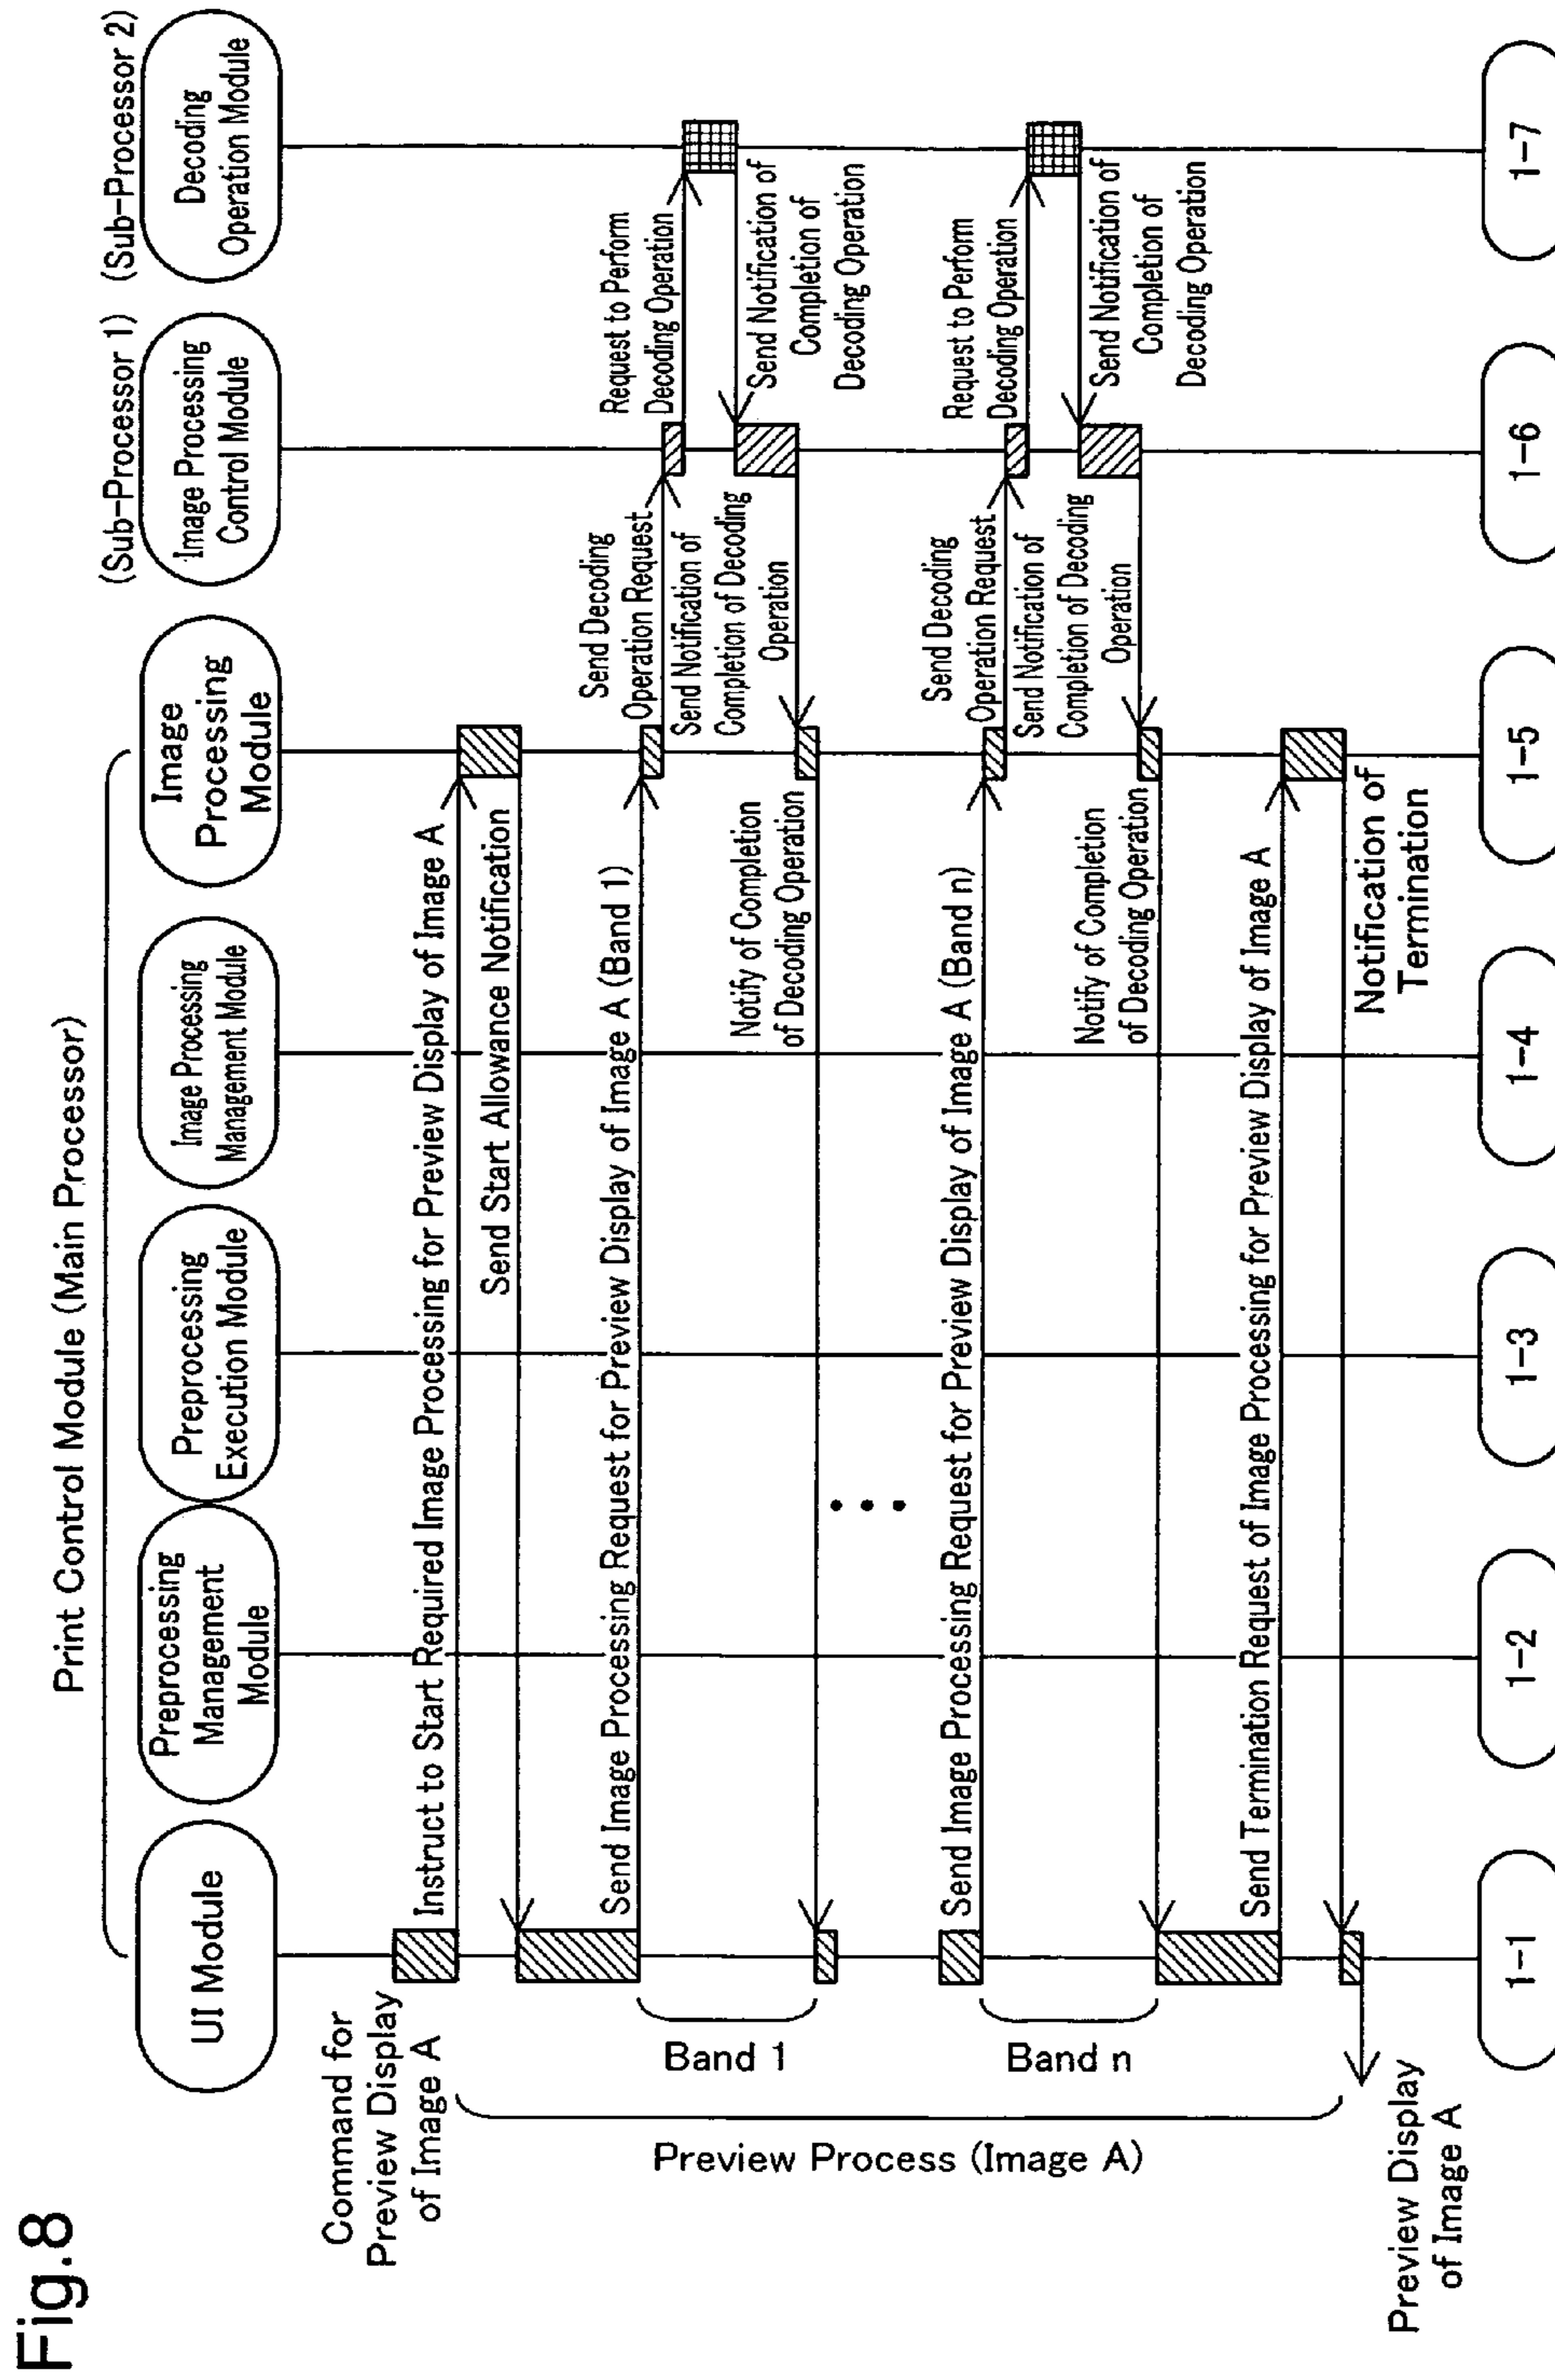 Fig.8
Print Control Module (Main Processor)
(Sub-Processor 1)
(Sub-Processor 2)
UI Module
Preprocessing
Management
Module
Preprocessing
Execution Module
Image Processing
Management Module
Image
Processing
Module
Image Processing
Control Module
Decoding
Operation Module
Command for
Preview Display
of Image A
Instruct to Start Required Image Processing for Preview Display of Image A
Send Start Allowance Notification
Send Image Processing Request for Preview Display of Image A (Band 1)
Send Decoding
Operation Request
Request to Perform
Decoding Operation
Send Notification of
Completion of
Decoding Operation
Send Notification of
Completion of Decoding
Operation
Notify of Completion
of Decoding Operation
Band 1
Send Image Processing Request for Preview Display of Image A (Band n)
Send Decoding
Operation Request
Request to Perform
Decoding Operation
Send Notification of
Completion of
Decoding Operation
Send Notification of
Completion of Decoding
Operation
Notify of Completion
of Decoding Operation
Band n
Preview Process (Image A)
Send Termination Request of Image Processing for Preview Display of Image A
Notification of
Termination
Preview Display
of Image A
1-1
1-2
1-3
1-4
1-5
1-6
1-7